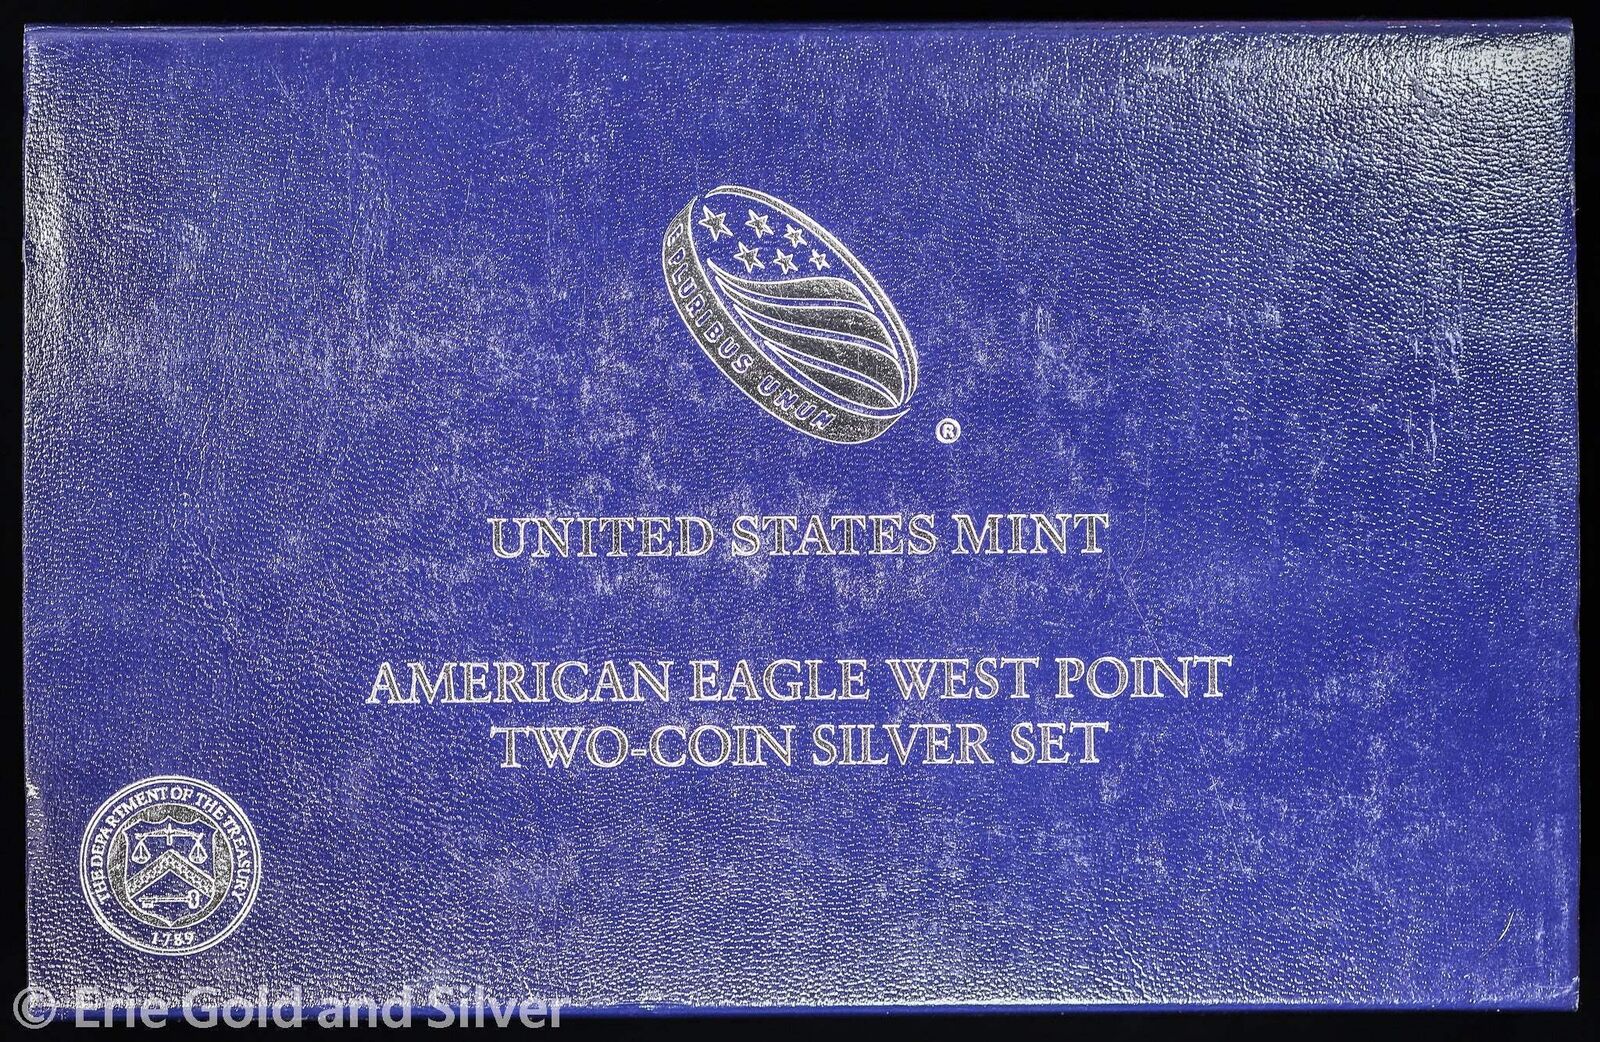 E PLURIBUS UNUM
®
UNITED STATES MINT
AMERICAN EAGLE WEST POINT
TWO-COIN SILVER SET
THE DEPARTMENT OF THE TREASURY
1789
© Erie Gold and Silver